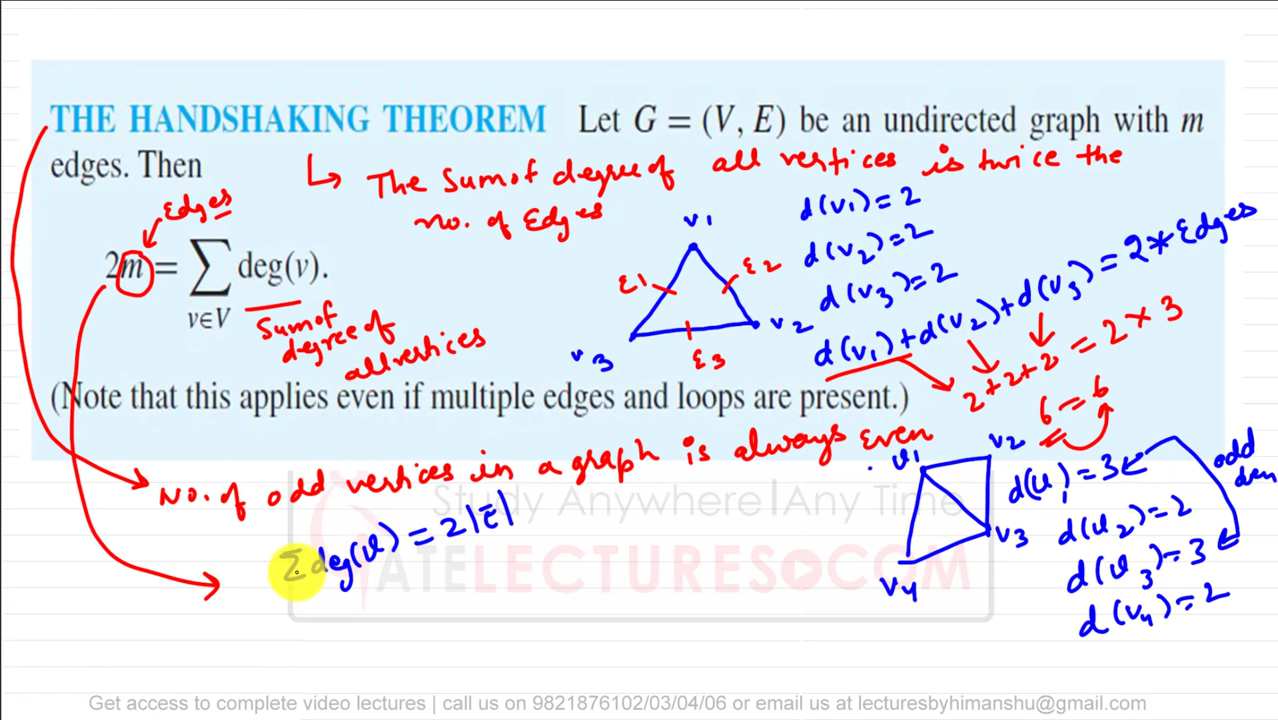 THE HANDSHAKING THEOREM Let G = (V, E) be an undirected graph with m
edges. Then
↳ The Sum of degree of all vertices is twice the
no. of Edges
Edges
2m = ∑ deg(v).
v∈V
Sum of
degree of
all vertices
v1
ε1
ε2
v2
v3
ε3
d(v1)=2
d(v2)=2
d(v3)=2
d(v1)+d(v2)+d(v3)=2*Edges
2+2+2=2×3
6=6
(Note that this applies even if multiple edges and loops are present.)
No. of odd vertices in a graph is always even
Study Anywhere|Any Time
ATELECTURES.COM
∑deg(v)=2|E|
v1
v2
v3
v4
d(v1)=3
d(v2)=2
d(v3)=3
d(v4)=2
odd
Get access to complete video lectures | call us on 9821876102/03/04/06 or email us at lecturesbyhimanshu@gmail.com